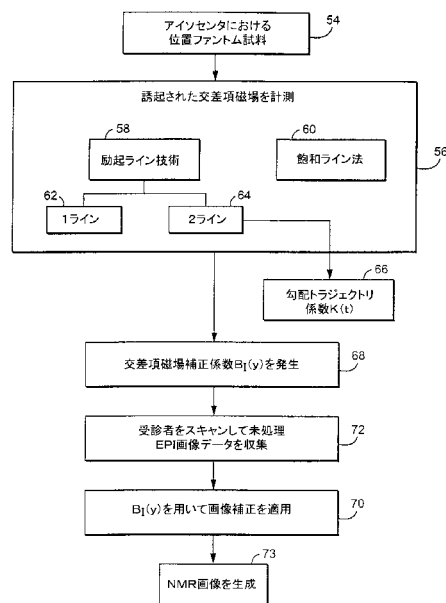 アイソセンタにおける
位置ファントム試料
54
誘起された交差項磁場を計測
58
励起ライン技術
60
飽和ライン法
56
62
1ライン
64
2ライン
66
勾配トラジェクトリ
係数K(t)
交差項磁場補正係数BI(y)を発生
68
受診者をスキャンして未処理
EPI画像データを収集
72
BI(y)を用いて画像補正を適用
70
73
NMR画像を生成